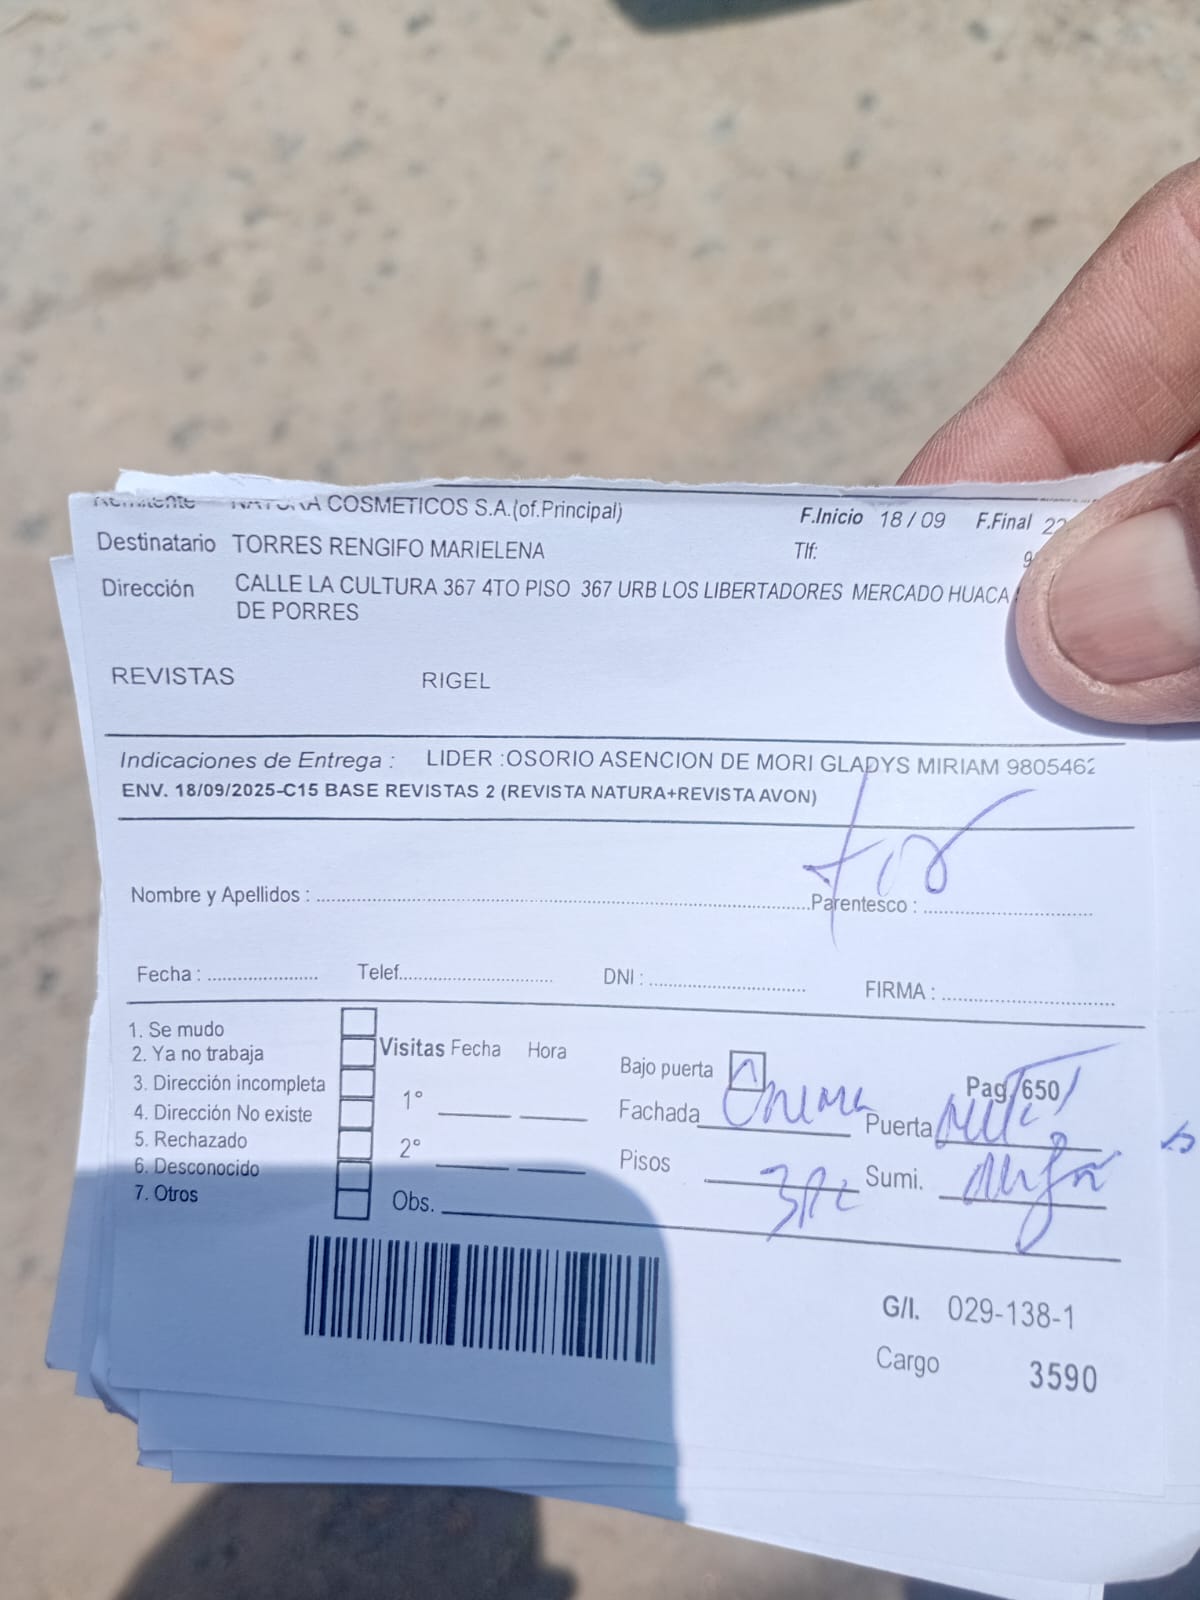 NATURA COSMETICOS S.A.(of.Principal) F.Inicio 18/09 F.Final 22
Destinatario TORRES RENGIFO MARIELENA Tlf: 9
Dirección CALLE LA CULTURA 367 4TO PISO 367 URB LOS LIBERTADORES MERCADO HUACA
DE PORRES
REVISTAS RIGEL
Indicaciones de Entrega : LIDER :OSORIO ASENCION DE MORI GLADYS MIRIAM 980546
ENV. 18/09/2025-C15 BASE REVISTAS 2 (REVISTA NATURA+REVISTA AVON)
Nombre y Apellidos : Parentesco :
Fecha : Telef. DNI : FIRMA :
1. Se mudo
2. Ya no trabaja
3. Dirección incompleta
4. Dirección No existe
5. Rechazado
6. Desconocido
7. Otros
Visitas Fecha Hora
1°
2°
Obs.
Bajo puerta Pag/650
Fachada Puerta
Pisos Sumi.
G/I. 029-138-1
Cargo 3590